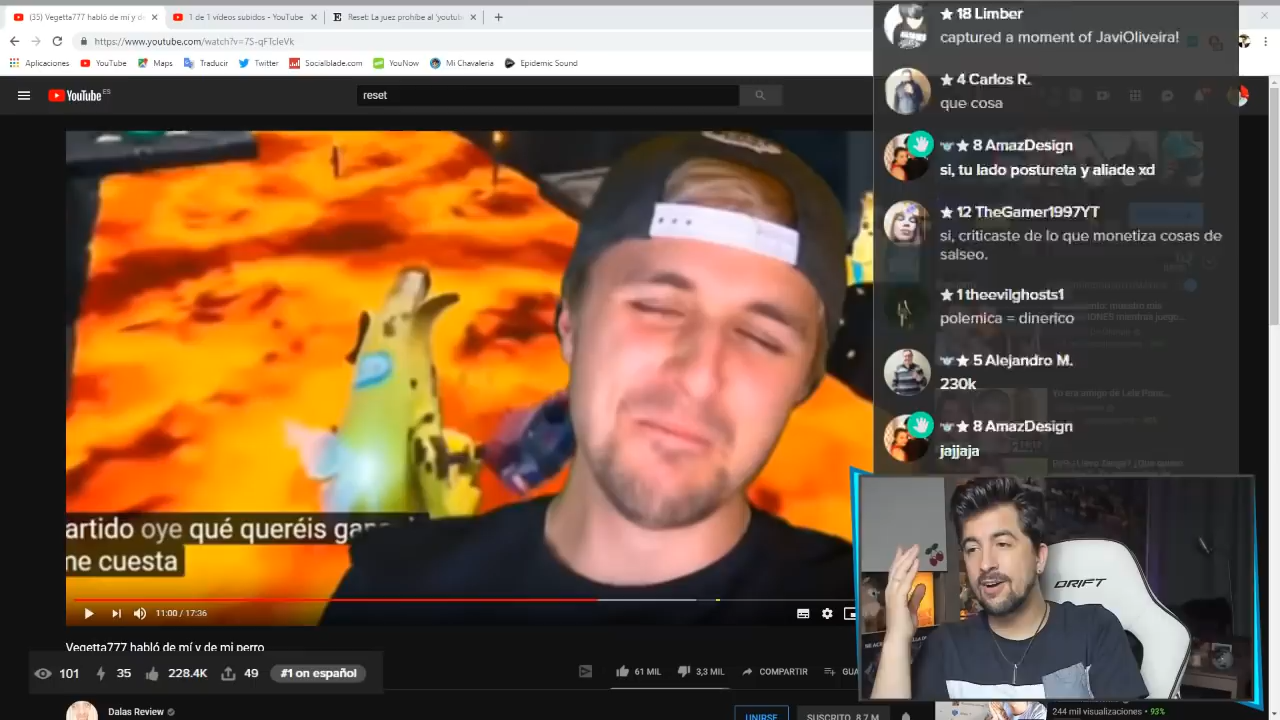 (35) Vegetta777 habló de mí y d
1 de 1 vídeos subidos - YouTube
Reset: La juez prohíbe al 'youtub
https://www.youtube.com/watch?v=7S-qFTcleVk
Aplicaciones
YouTube
Maps
Traducir
Twitter
Socialblade.com
YouNow
Mi Chavaleria
Epidemic Sound
YouTube ES
reset
18 Limber
captured a moment of JaviOliveira!
4 Carlos R.
que cosa
8 AmazDesign
si, tu lado postureta y aliade xd
12 TheGamer1997YT
si, criticaste de lo que monetiza cosas de
salseo.
1 theevilghosts1
polemica = dinerico
5 Alejandro M.
230k
8 AmazDesign
jajjaja
artido oye qué queréis
me cuesta
11:00 / 17:36
DRIFT
Vegetta777 habló de mí y de mi perro
101
35
228.4K
49
#1 on español
61 MIL
3,3 MIL
COMPARTIR
GUA
Dalas Review
UNIRSE
SUSCRITO 8,7 M
244 mil visualizaciones • 93%